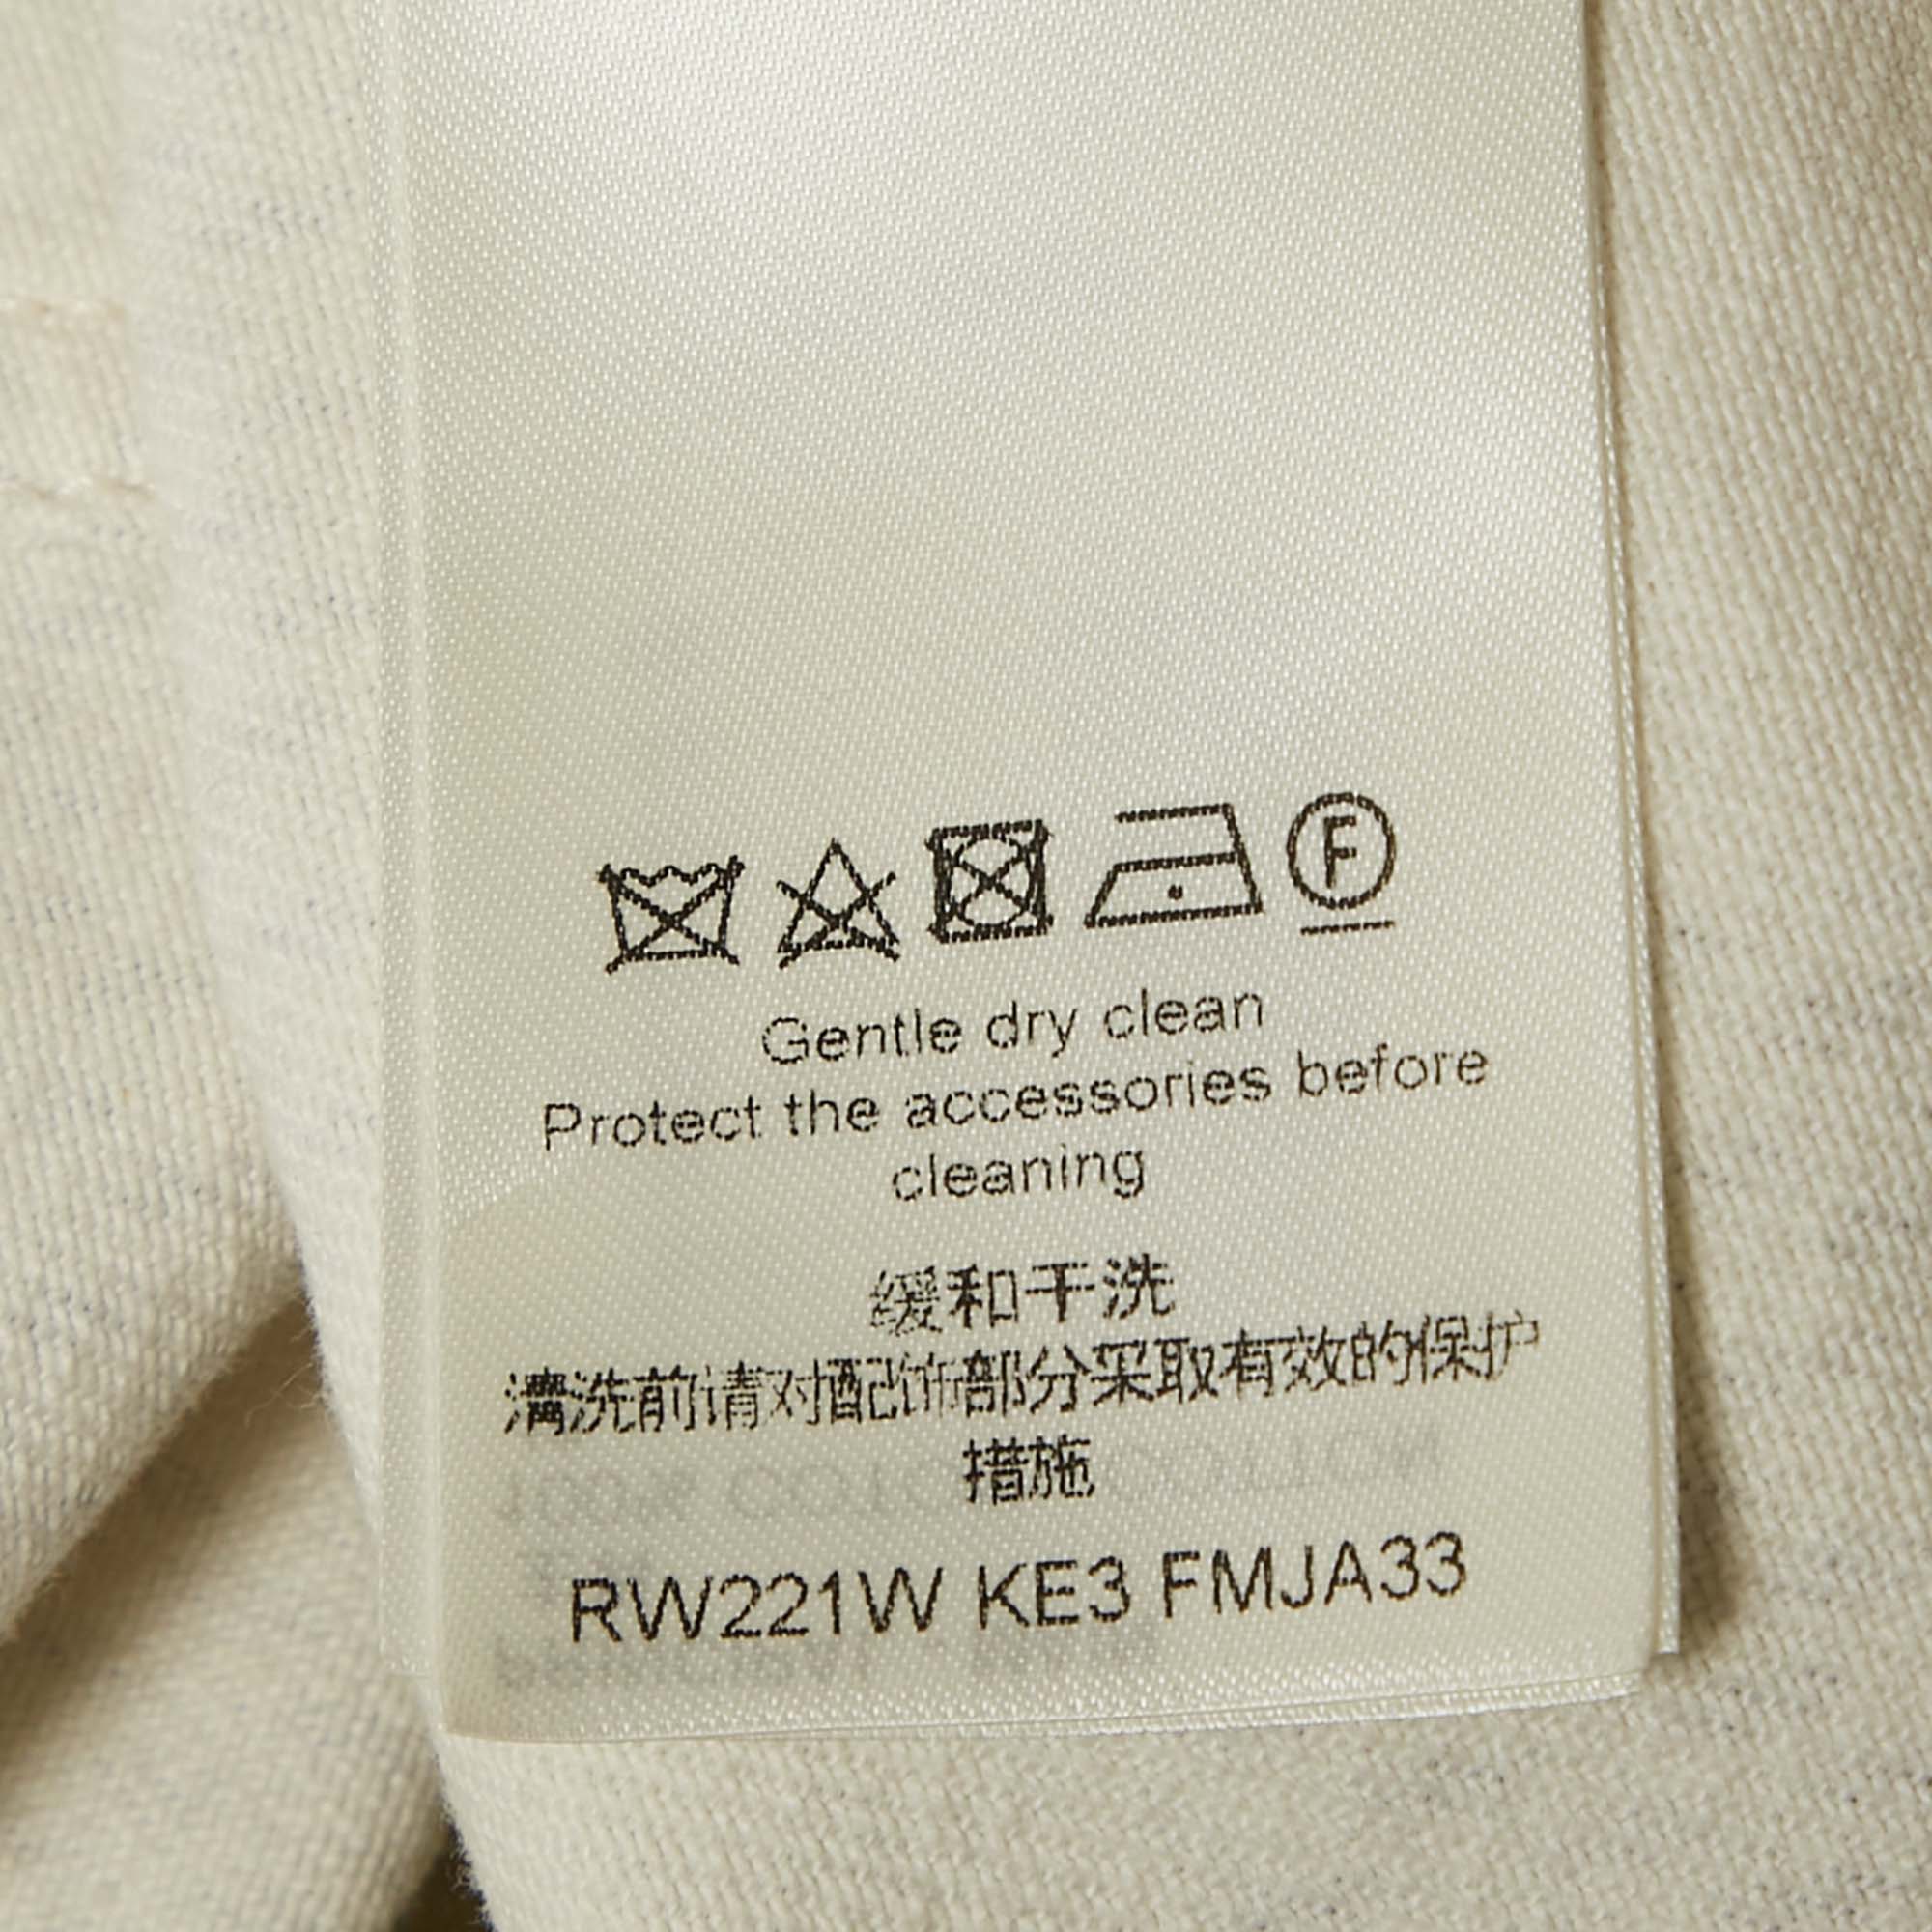 F
Gentle dry clean
Protect the accessories before
cleaning
缓和干洗
清洗前请对配饰部分采取有效的保护
措施
RW221W KE3 FMJA33